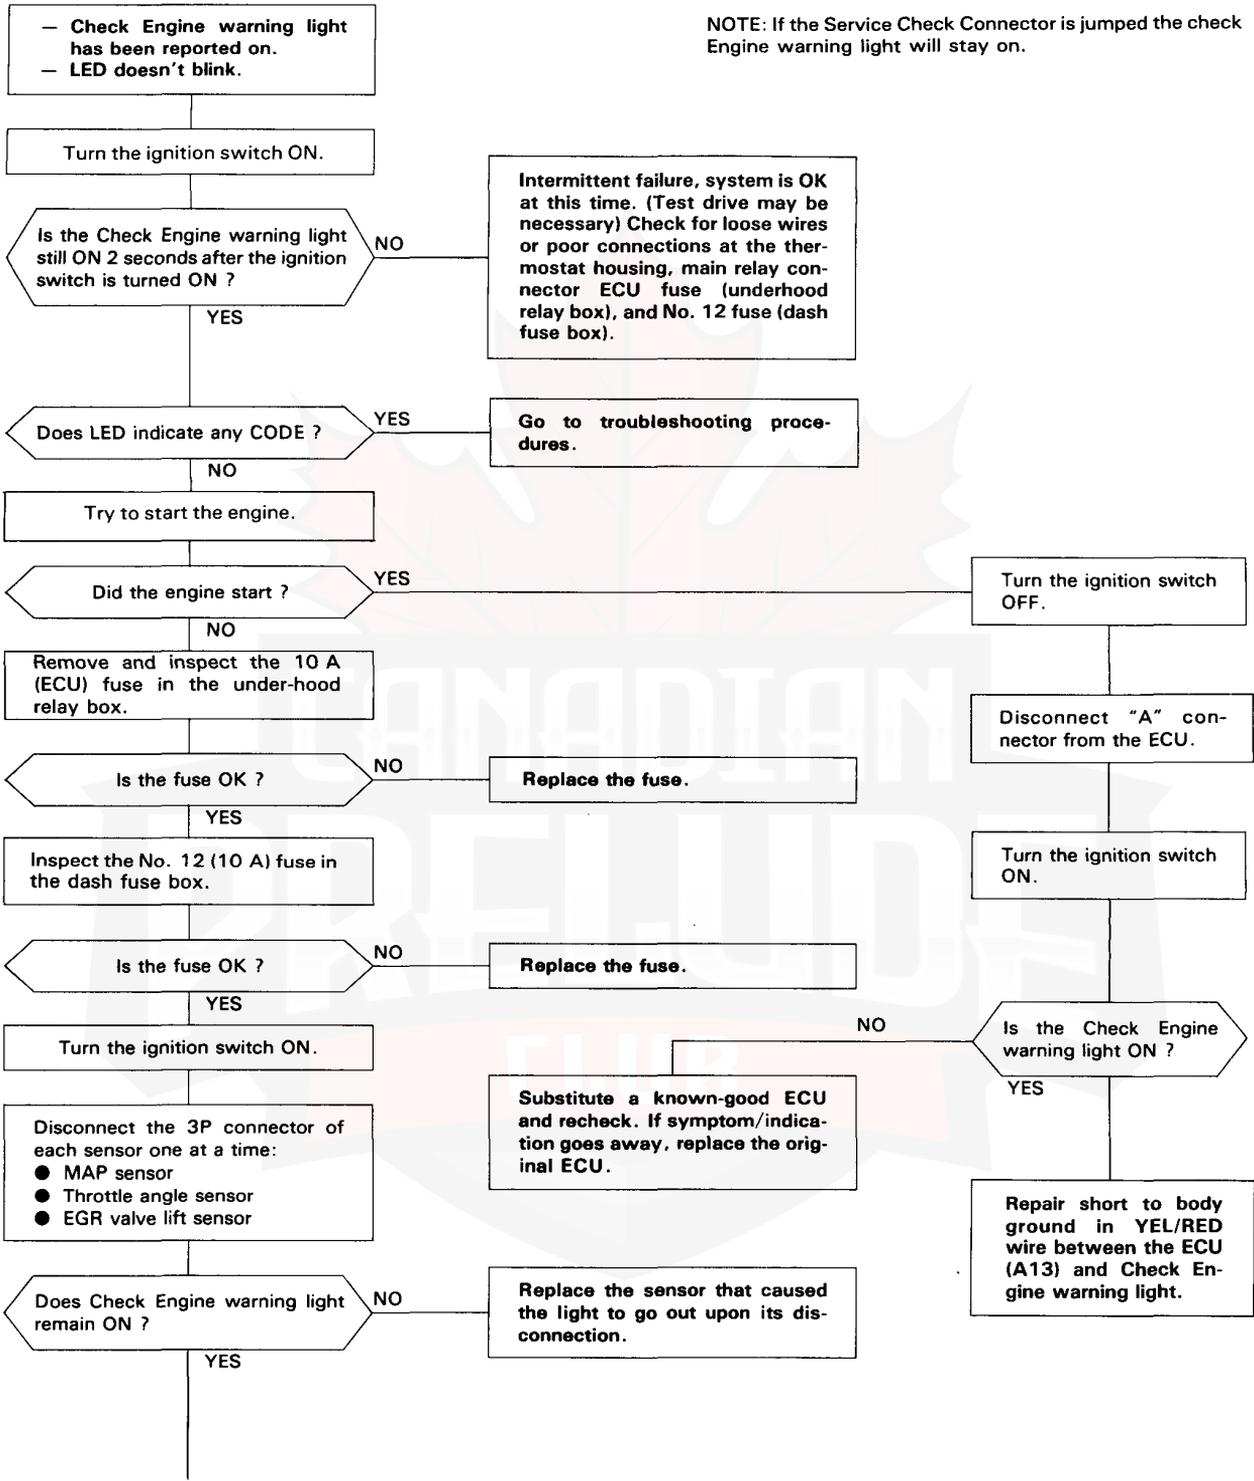 — Check Engine warning light
has been reported on.
— LED doesn't blink.
NOTE: If the Service Check Connector is jumped the check
Engine warning light will stay on.
Turn the ignition switch ON.
Is the Check Engine warning light
still ON 2 seconds after the ignition
switch is turned ON ?
NO
Intermittent failure, system is OK
at this time. (Test drive may be
necessary) Check for loose wires
or poor connections at the ther-
mostat housing, main relay con-
nector ECU fuse (underhood
relay box), and No. 12 fuse (dash
fuse box).
YES
Does LED indicate any CODE ?
YES
Go to troubleshooting proce-
dures.
NO
Try to start the engine.
Did the engine start ?
YES
Turn the ignition switch
OFF.
NO
Remove and inspect the 10 A
(ECU) fuse in the under-hood
relay box.
Disconnect "A" con-
nector from the ECU.
Is the fuse OK ?
NO
Replace the fuse.
YES
Inspect the No. 12 (10 A) fuse in
the dash fuse box.
Turn the ignition switch
ON.
Is the fuse OK ?
NO
Replace the fuse.
YES
Turn the ignition switch ON.
Is the Check Engine
warning light ON ?
NO
Substitute a known-good ECU
and recheck. If symptom/indica-
tion goes away, replace the orig-
inal ECU.
YES
Repair short to body
ground in YEL/RED
wire between the ECU
(A13) and Check En-
gine warning light.
Disconnect the 3P connector of
each sensor one at a time:
● MAP sensor
● Throttle angle sensor
● EGR valve lift sensor
Does Check Engine warning light
remain ON ?
NO
Replace the sensor that caused
the light to go out upon its dis-
connection.
YES
CANADIAN
PRELUDE
CLUB